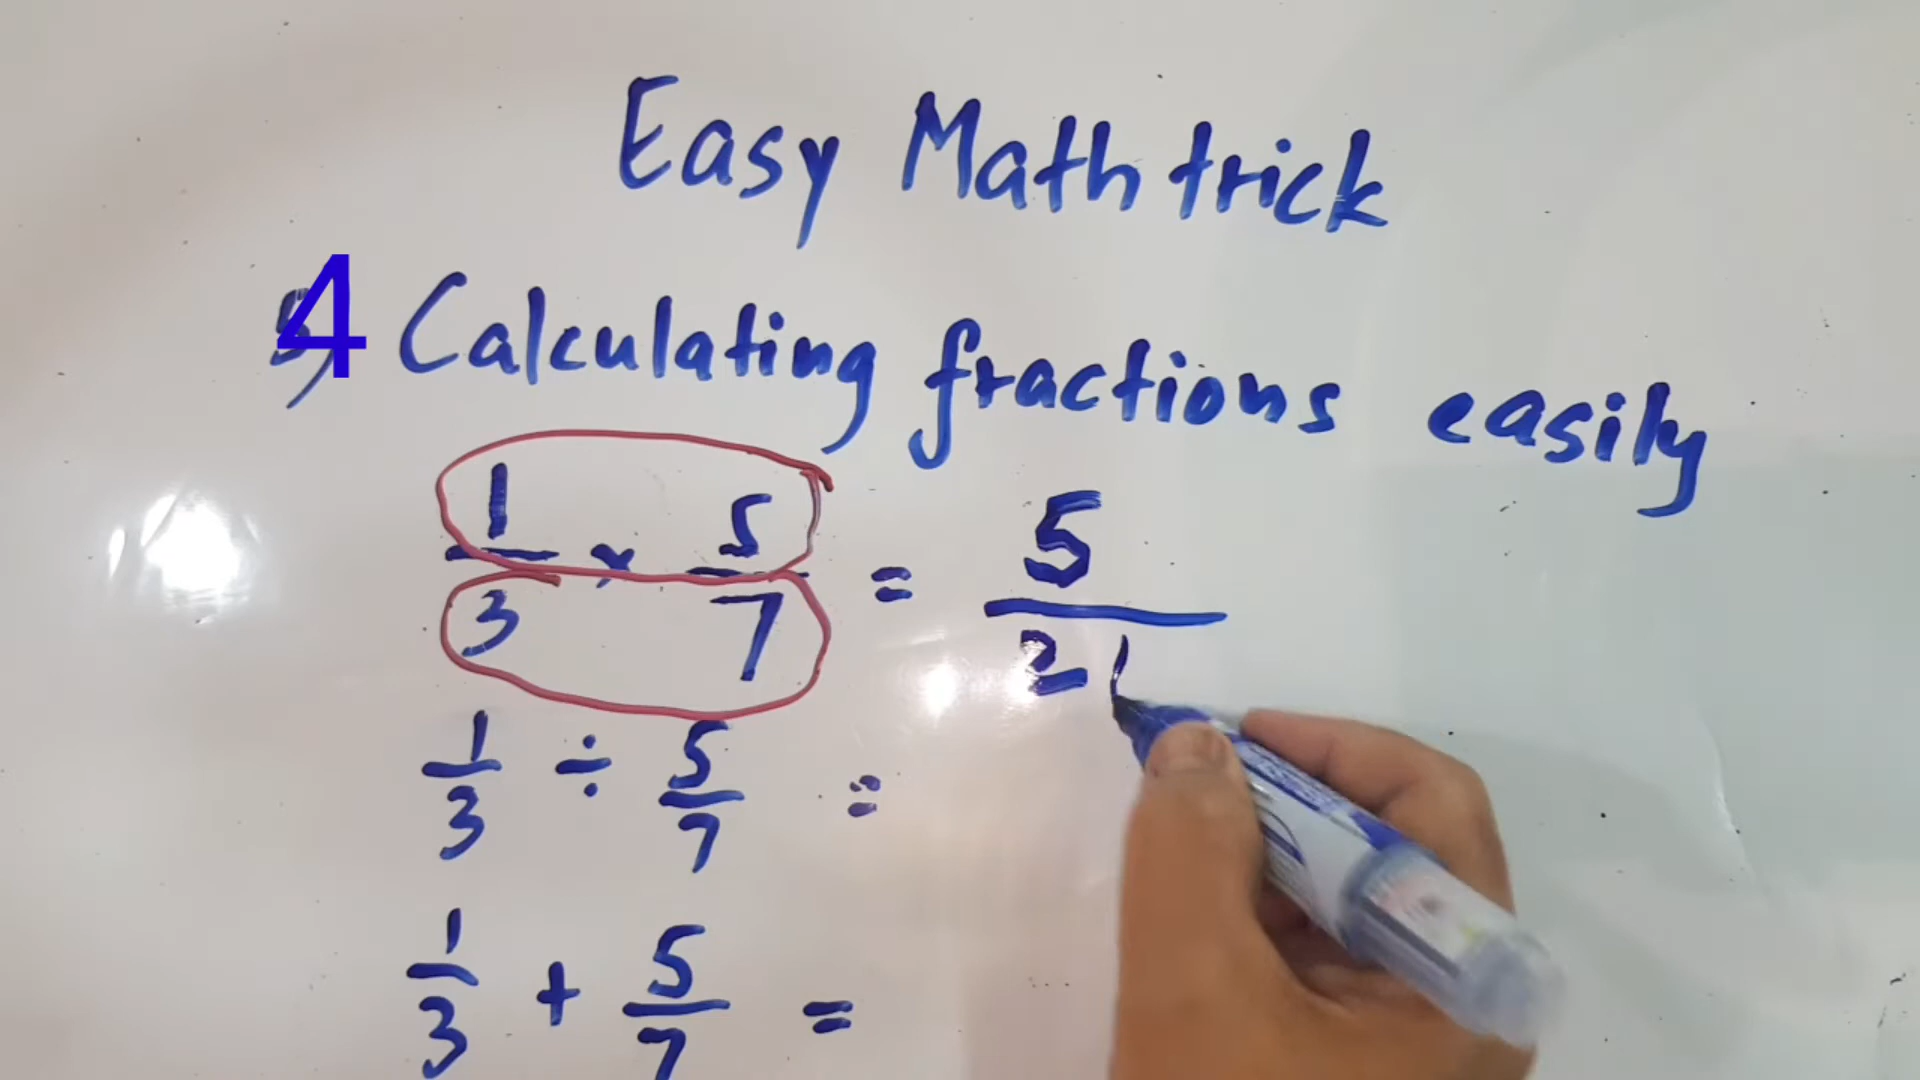 Easy Math trick
4 Calculating fractions easily
1/3 × 5/7 = 5/21
1/3 ÷ 5/7 =
1/3 + 5/7 =